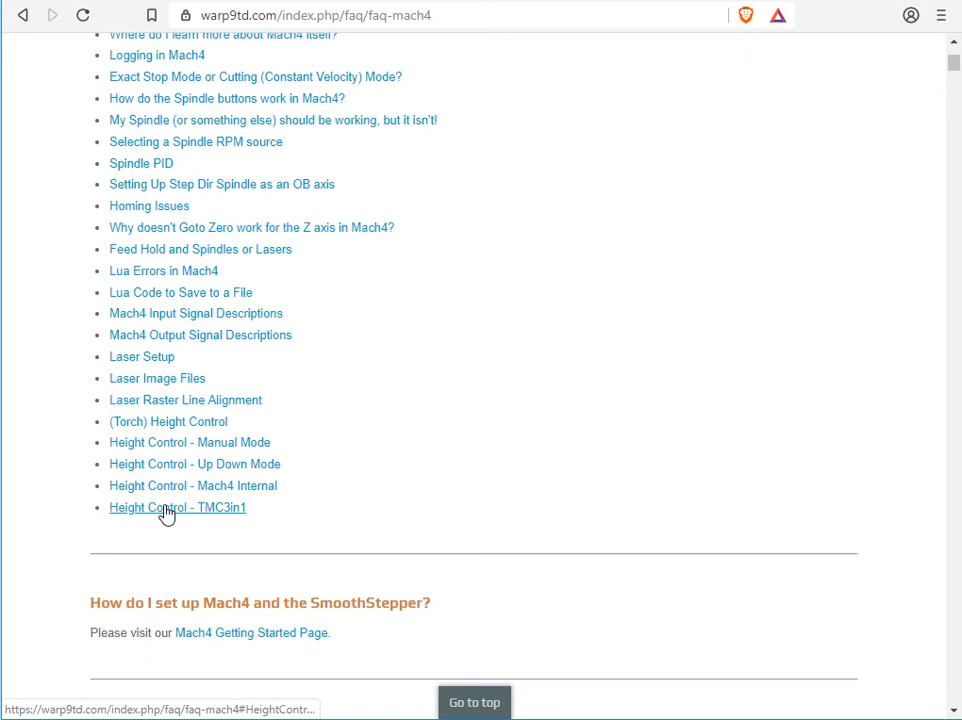 warp9td.com/index.php/faq/faq-mach4
Where do I learn more about Mach4 itself?
Logging in Mach4
Exact Stop Mode or Cutting (Constant Velocity) Mode?
How do the Spindle buttons work in Mach4?
My Spindle (or something else) should be working, but it isn't!
Selecting a Spindle RPM source
Spindle PID
Setting Up Step Dir Spindle as an OB axis
Homing Issues
Why doesn't Goto Zero work for the Z axis in Mach4?
Feed Hold and Spindles or Lasers
Lua Errors in Mach4
Lua Code to Save to a File
Mach4 Input Signal Descriptions
Mach4 Output Signal Descriptions
Laser Setup
Laser Image Files
Laser Raster Line Alignment
(Torch) Height Control
Height Control - Manual Mode
Height Control - Up Down Mode
Height Control - Mach4 Internal
Height Control - TMC3in1
How do I set up Mach4 and the SmoothStepper?
Please visit our Mach4 Getting Started Page.
Go to top
https://warp9td.com/index.php/faq/faq-mach4#HeightContr...